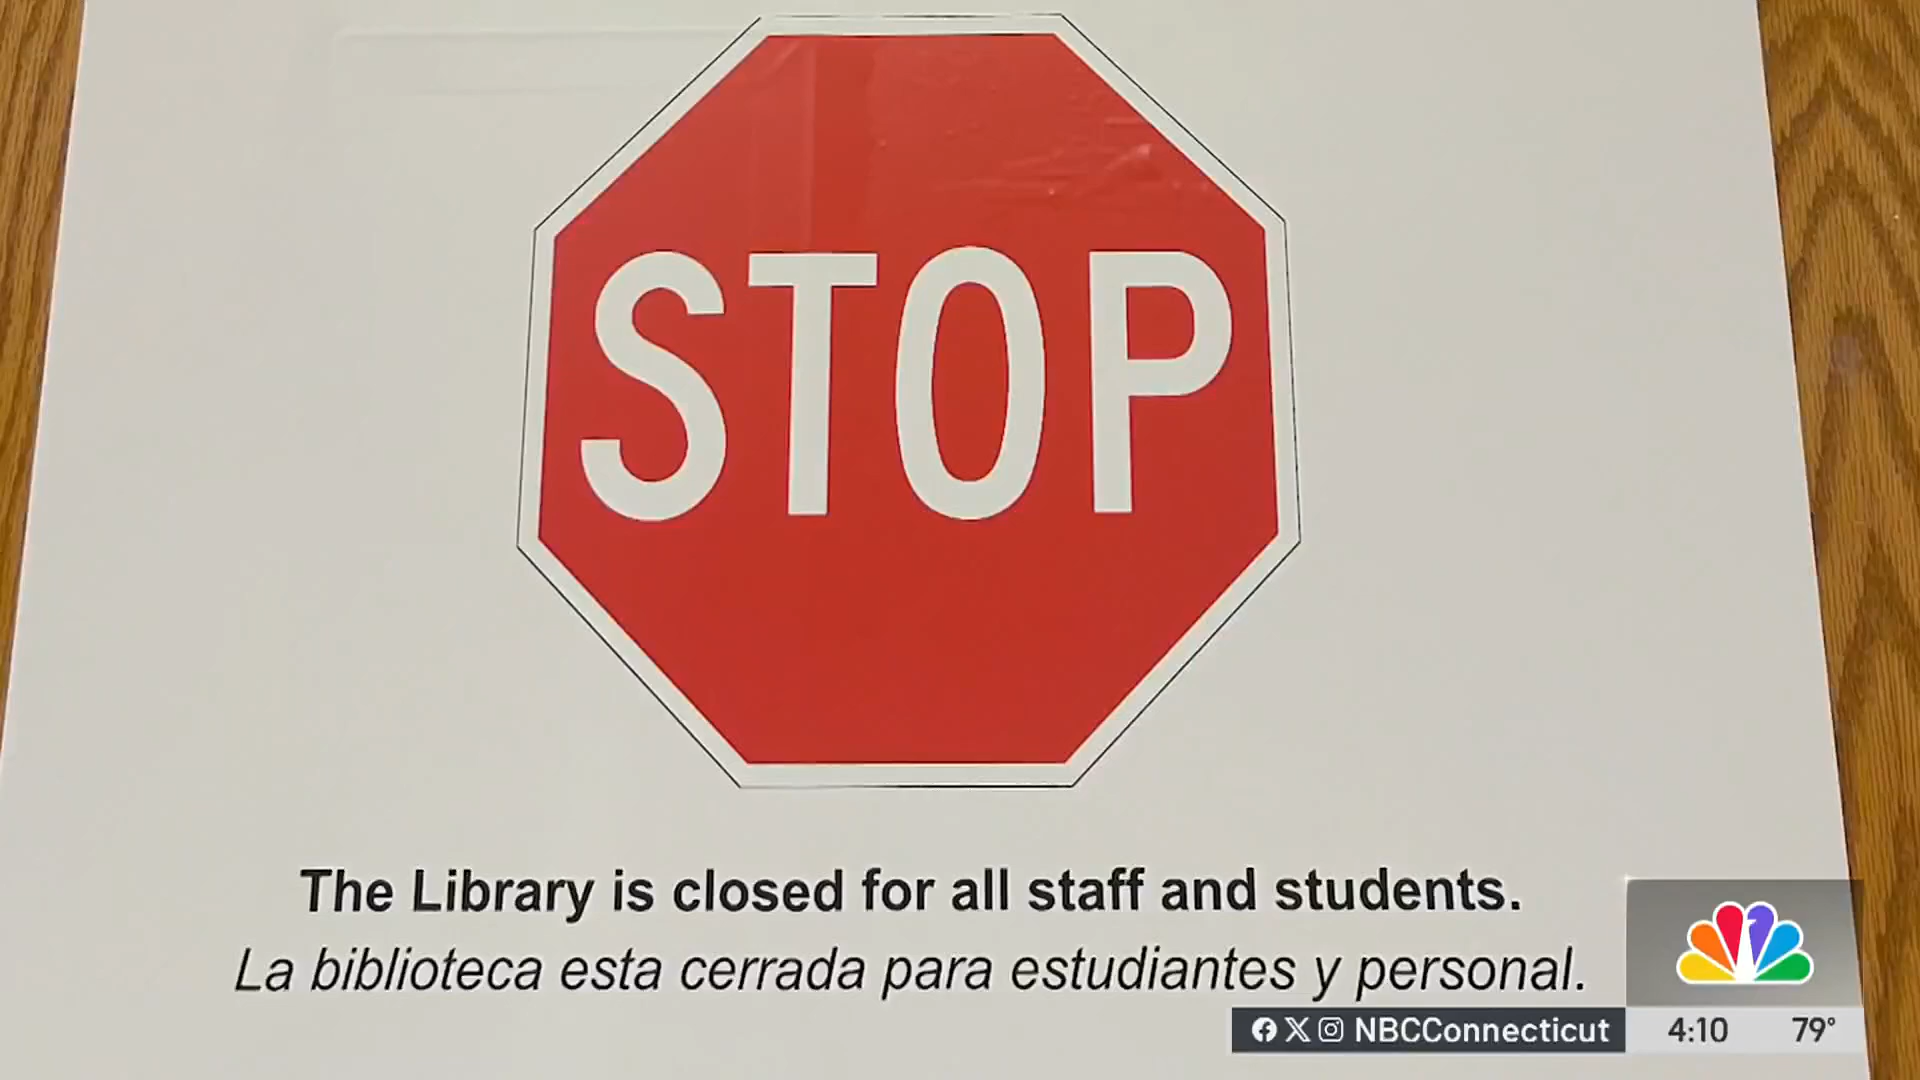 STOP
The Library is closed for all staff and students.
La biblioteca esta cerrada para estudiantes y personal.
NBCConnecticut
4:10 79°